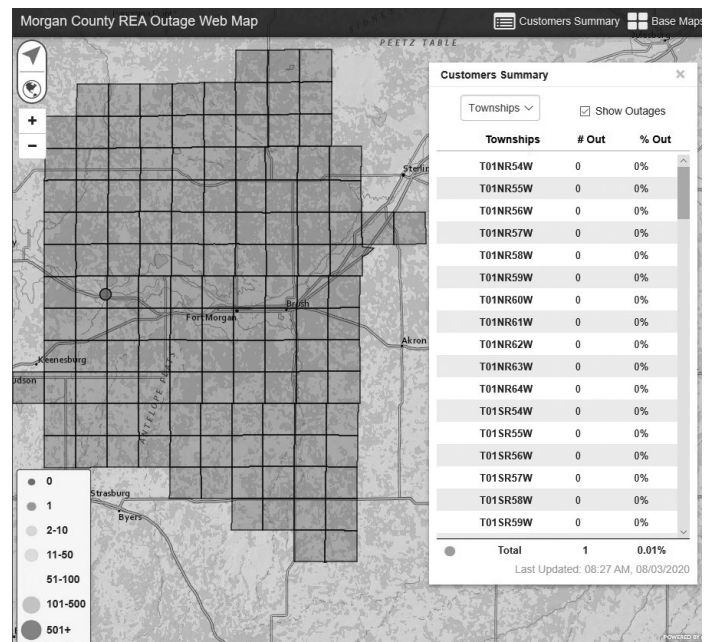 Morgan County REA Outage Web Map
Customers Summary
Base Maps
PEETZ TABLE
Customers Summary ×
Townships
Show Outages
Townships # Out % Out
T01NR54W 0 0%
T01NR55W 0 0%
T01NR56W 0 0%
T01NR57W 0 0%
T01NR58W 0 0%
T01NR59W 0 0%
T01NR60W 0 0%
T01NR61W 0 0%
T01NR62W 0 0%
T01NR63W 0 0%
T01NR64W 0 0%
T01SR54W 0 0%
T01SR55W 0 0%
T01SR56W 0 0%
T01SR57W 0 0%
T01SR58W 0 0%
T01SR59W 0 0%
Total 1 0.01%
Last Updated: 08:27 AM, 08/03/2020
+
−
Brush
Fort Morgan
Akron
Keenesburg
ANTELOPE FLATS
Strasburg
Byers
0
1
2-10
11-50
51-100
101-500
501+
POWERED BY